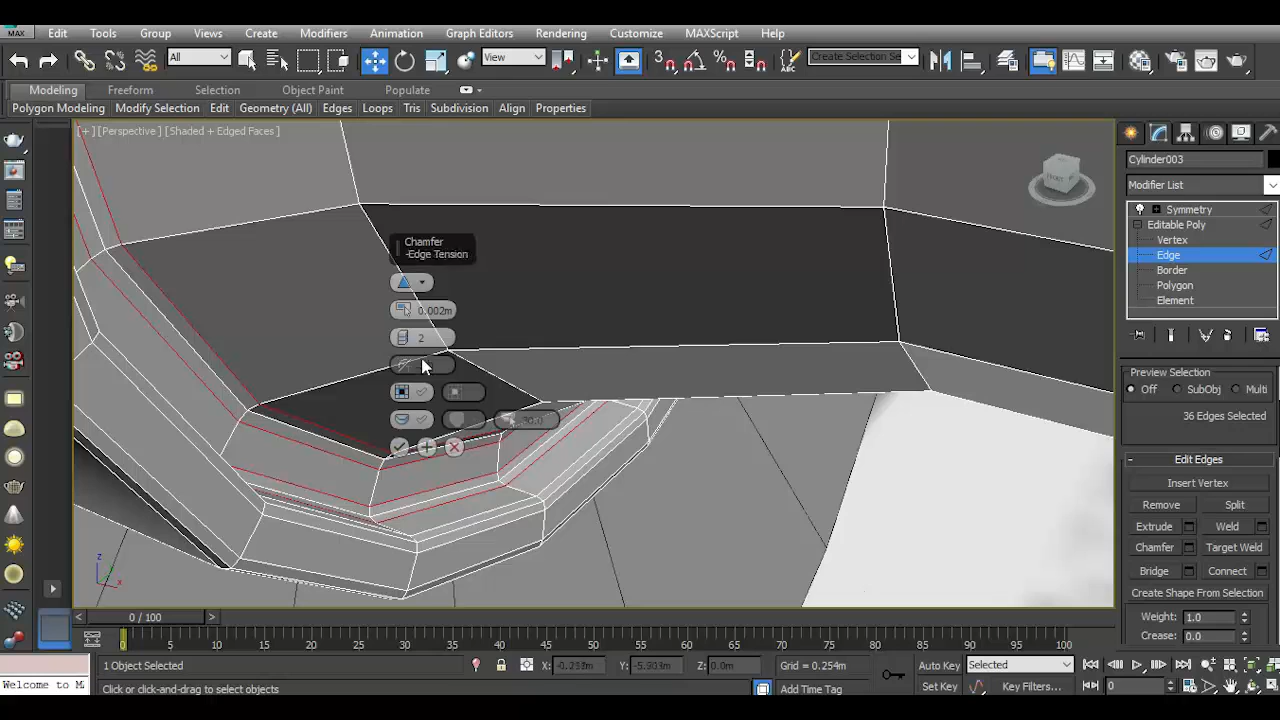 MAX Edit Tools Group Views Create Modifiers Animation Graph Editors Rendering Customize MAXScript Help
All View Create Selection Se
Modeling Freeform Selection Object Paint Populate
Polygon Modeling Modify Selection Edit Geometry (All) Edges Loops Tris Subdivision Align Properties
[+] [Perspective] [Shaded + Edged Faces]
Cylinder003
Modifier List
Symmetry
Editable Poly
Vertex
Edge
Border
Polygon
Element
Chamfer
-Edge Tension
0.002m
2
30.0
Preview Selection
Off SubObj Multi
36 Edges Selected
Edit Edges
Insert Vertex
Remove Split
Extrude Weld
Chamfer Target Weld
Bridge Connect
Create Shape From Selection
Weight: 1.0
Crease: 0.0
z
x
< 0 / 100 >
0 5 10 15 20 25 30 35 40 45 50 55 60 65 70 75 80 85 90 95 100
1 Object Selected X: -0.233m Y: -5.903m Z: 0.0m Grid = 0.254m Auto Key Selected
Welcome to M Click or click-and-drag to select objects Add Time Tag Set Key Key Filters... 0